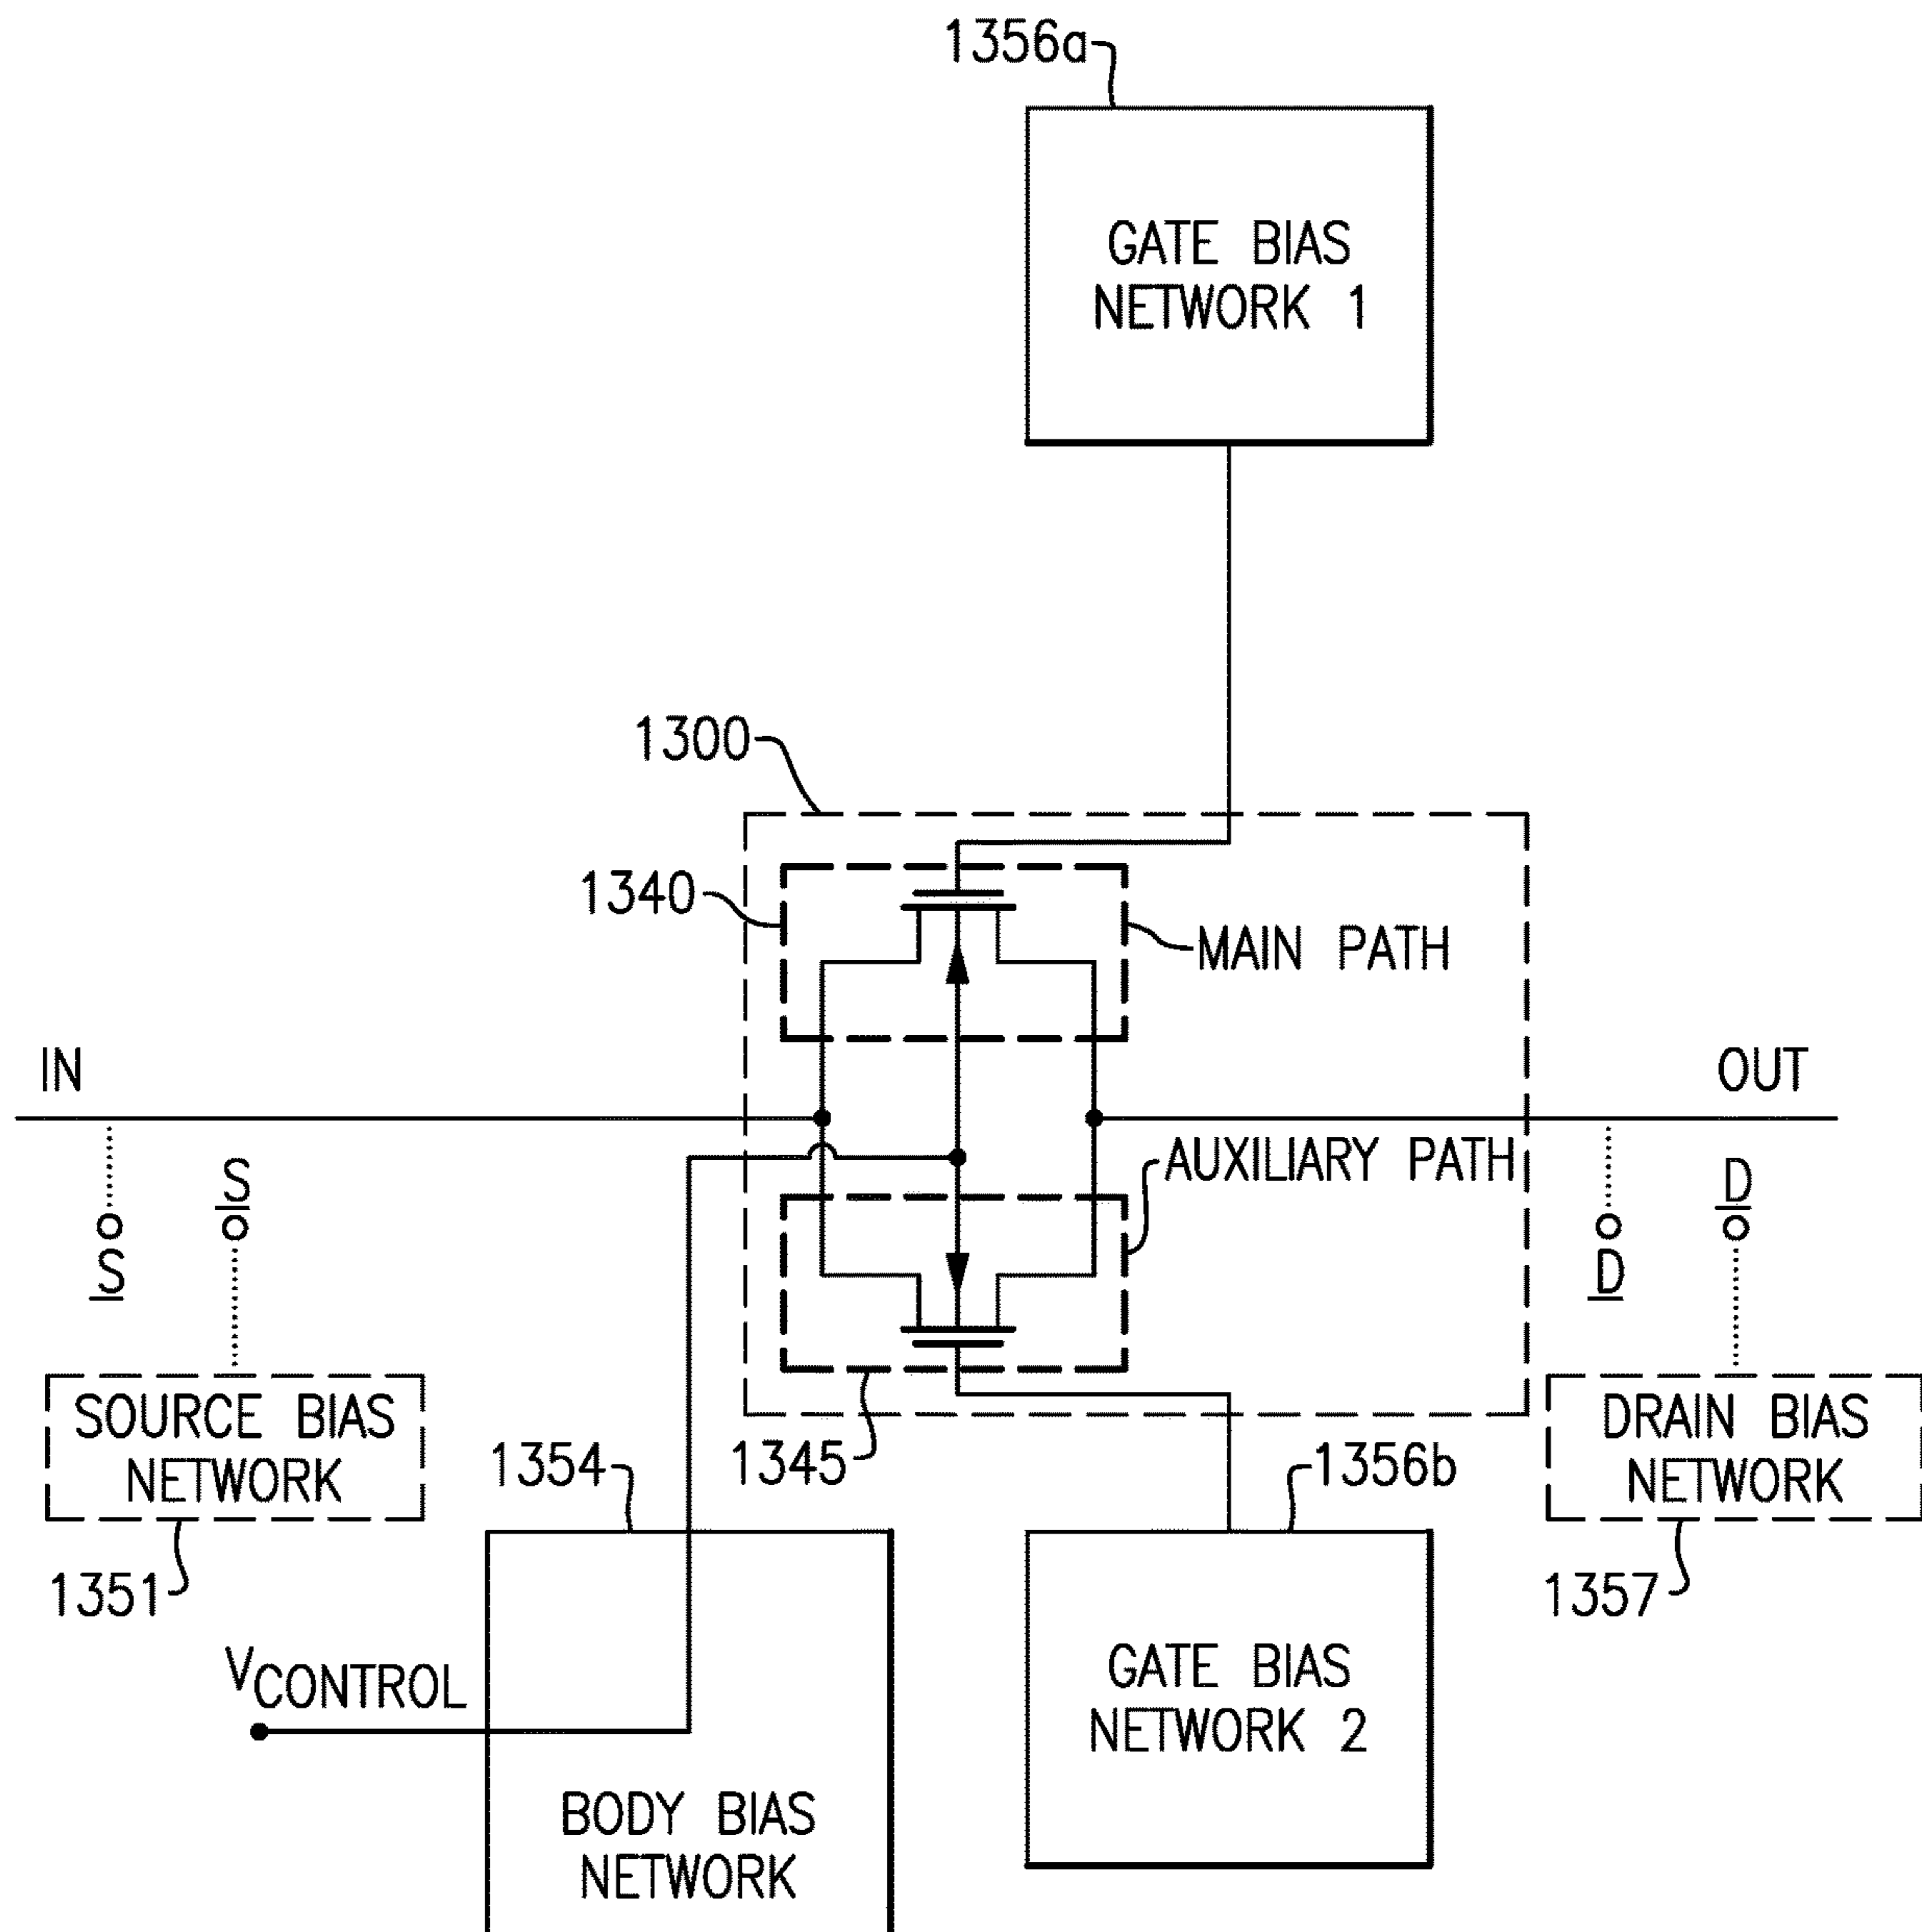 1356a
GATE BIAS
NETWORK 1
1300
1340
MAIN PATH
IN
OUT
AUXILIARY PATH
S
S
D
D
SOURCE BIAS
NETWORK
1351
1354
1345
1356b
DRAIN BIAS
NETWORK
1357
VCONTROL
GATE BIAS
NETWORK 2
BODY BIAS
NETWORK